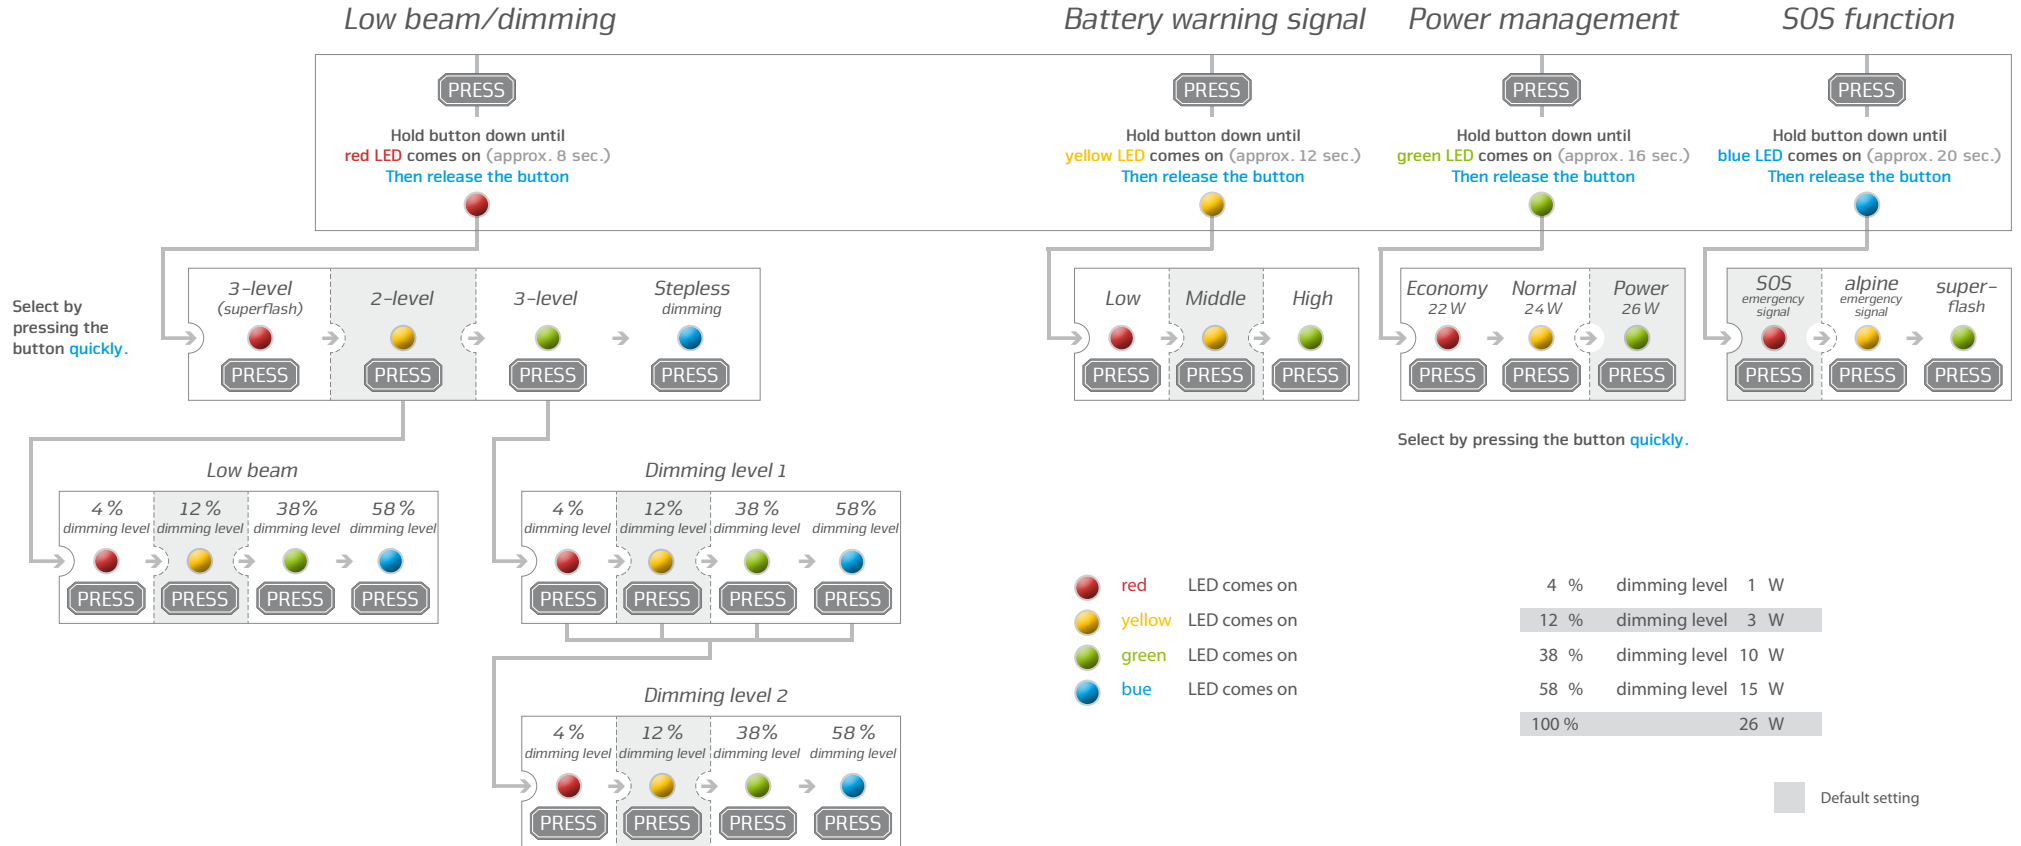 Low beam/dimming
Battery warning signal
Power management
SOS function
PRESS
PRESS
PRESS
PRESS
Hold button down until
red LED comes on (approx. 8 sec.)
Then release the button
Hold button down until
yellow LED comes on (approx. 12 sec.)
Then release the button
Hold button down until
green LED comes on (approx. 16 sec.)
Then release the button
Hold button down until
blue LED comes on (approx. 20 sec.)
Then release the button
Select by
pressing the
button quickly.
3-level
(superflash)
PRESS
2-level
PRESS
3-level
PRESS
Stepless
dimming
PRESS
Low
PRESS
Middle
PRESS
High
PRESS
Economy
22 W
PRESS
Normal
24 W
PRESS
Power
26 W
PRESS
SOS
emergency
signal
PRESS
alpine
emergency
signal
PRESS
super-
flash
PRESS
Select by pressing the button quickly.
Low beam
4 %
dimming level
PRESS
12 %
dimming level
PRESS
38%
dimming level
PRESS
58 %
dimming level
PRESS
Dimming level 1
4 %
dimming level
PRESS
12%
dimming level
PRESS
38 %
dimming level
PRESS
58%
dimming level
PRESS
Dimming level 2
4 %
dimming level
PRESS
12 %
dimming level
PRESS
38%
dimming level
PRESS
58 %
dimming level
PRESS
red LED comes on
yellow LED comes on
green LED comes on
blue LED comes on
4 % dimming level 1 W
12 % dimming level 3 W
38 % dimming level 10 W
58 % dimming level 15 W
100 % 26 W
Default setting